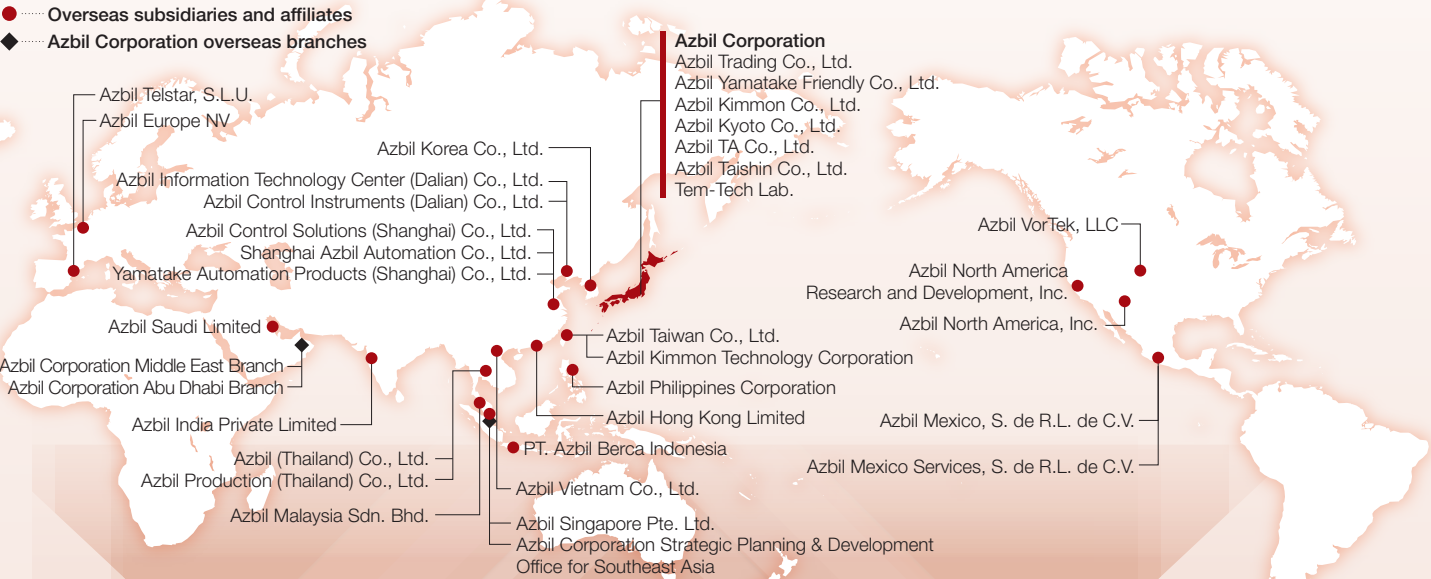 Overseas subsidiaries and affiliates
Azbil Corporation overseas branches
Azbil Telstar, S.L.U.
Azbil Europe NV
Azbil Korea Co., Ltd.
Azbil Information Technology Center (Dalian) Co., Ltd.
Azbil Control Instruments (Dalian) Co., Ltd.
Azbil Control Solutions (Shanghai) Co., Ltd.
Shanghai Azbil Automation Co., Ltd.
Yamatake Automation Products (Shanghai) Co., Ltd.
Azbil Saudi Limited
Azbil Corporation Middle East Branch
Azbil Corporation Abu Dhabi Branch
Azbil India Private Limited
Azbil (Thailand) Co., Ltd.
Azbil Production (Thailand) Co., Ltd.
Azbil Malaysia Sdn. Bhd.
Azbil Corporation
Azbil Trading Co., Ltd.
Azbil Yamatake Friendly Co., Ltd.
Azbil Kimmon Co., Ltd.
Azbil Kyoto Co., Ltd.
Azbil TA Co., Ltd.
Azbil Taishin Co., Ltd.
Tem-Tech Lab.
Azbil Taiwan Co., Ltd.
Azbil Kimmon Technology Corporation
Azbil Philippines Corporation
Azbil Hong Kong Limited
PT. Azbil Berca Indonesia
Azbil Vietnam Co., Ltd.
Azbil Singapore Pte. Ltd.
Azbil Corporation Strategic Planning & Development
Office for Southeast Asia
Azbil VorTek, LLC
Azbil North America
Research and Development, Inc.
Azbil North America, Inc.
Azbil Mexico, S. de R.L. de C.V.
Azbil Mexico Services, S. de R.L. de C.V.